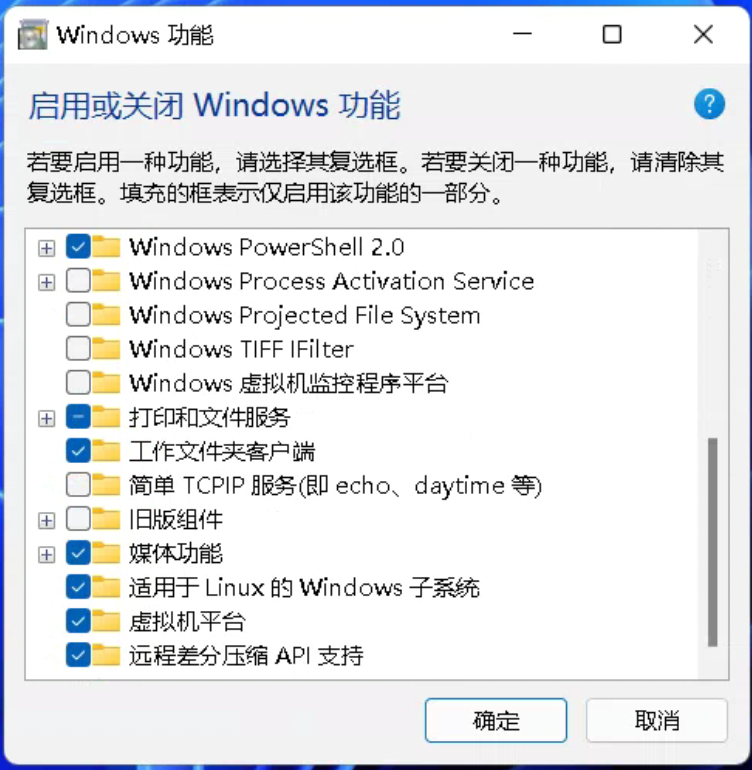 Windows 功能
启用或关闭 Windows 功能
?
若要启用一种功能，请选择其复选框。若要关闭一种功能，请清除其
复选框。填充的框表示仅启用该功能的一部分。
Windows PowerShell 2.0
Windows Process Activation Service
Windows Projected File System
Windows TIFF IFilter
Windows 虚拟机监控程序平台
打印和文件服务
工作文件夹客户端
简单 TCPIP 服务(即 echo、daytime 等)
旧版组件
媒体功能
适用于 Linux 的 Windows 子系统
虚拟机平台
远程差分压缩 API 支持
确定 取消